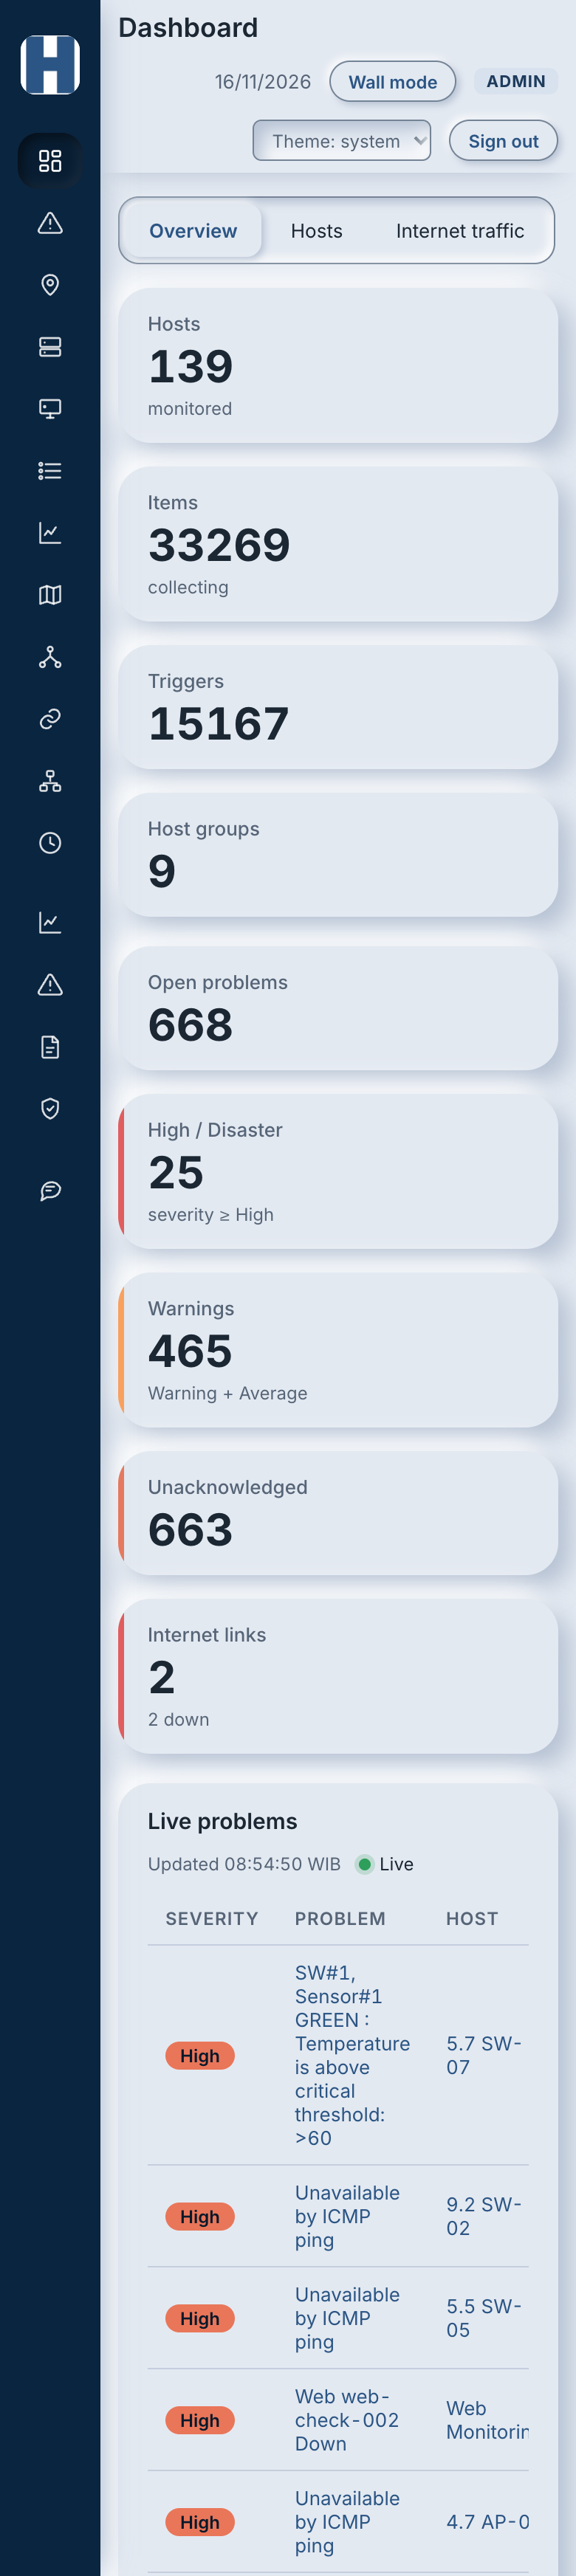 Dashboard
16/11/2026 Wall mode ADMIN
Theme: system Sign out
Overview Hosts Internet traffic
Hosts
139
monitored
Items
33269
collecting
Triggers
15167
Host groups
9
Open problems
668
High / Disaster
25
severity ≥ High
Warnings
465
Warning + Average
Unacknowledged
663
Internet links
2
2 down
Live problems
Updated 08:54:50 WIB Live
SEVERITY PROBLEM HOST
SW#1,
Sensor#1
GREEN :
Temperature
is above
critical
threshold:
>60
High
5.7 SW-
07
Unavailable
by ICMP
ping
High
9.2 SW-
02
Unavailable
by ICMP
ping
High
5.5 SW-
05
Web web-
check-002
Down
High
Web
Monitorin
Unavailable
by ICMP
ping
High
4.7 AP-0